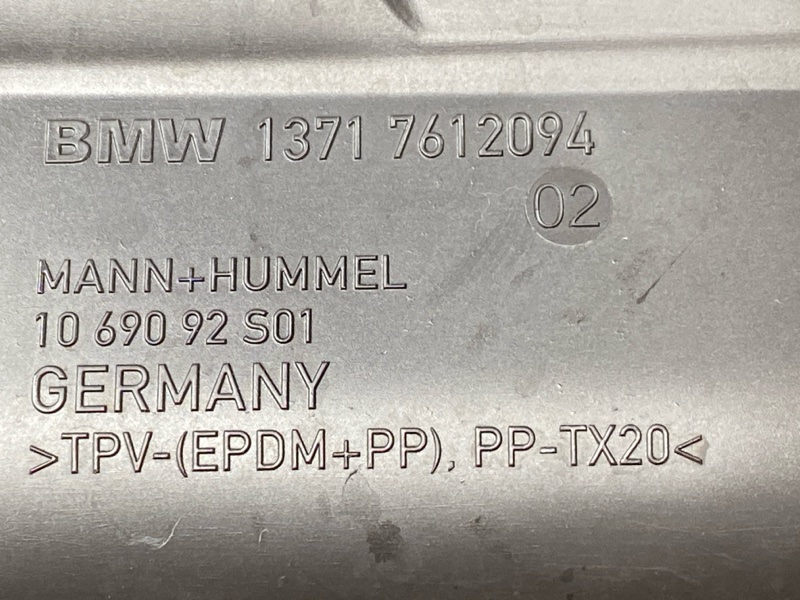 BMW 1371 7612094
02
MANN+HUMMEL
10 690 92 S01
GERMANY
>TPV-(EPDM+PP), PP-TX20<